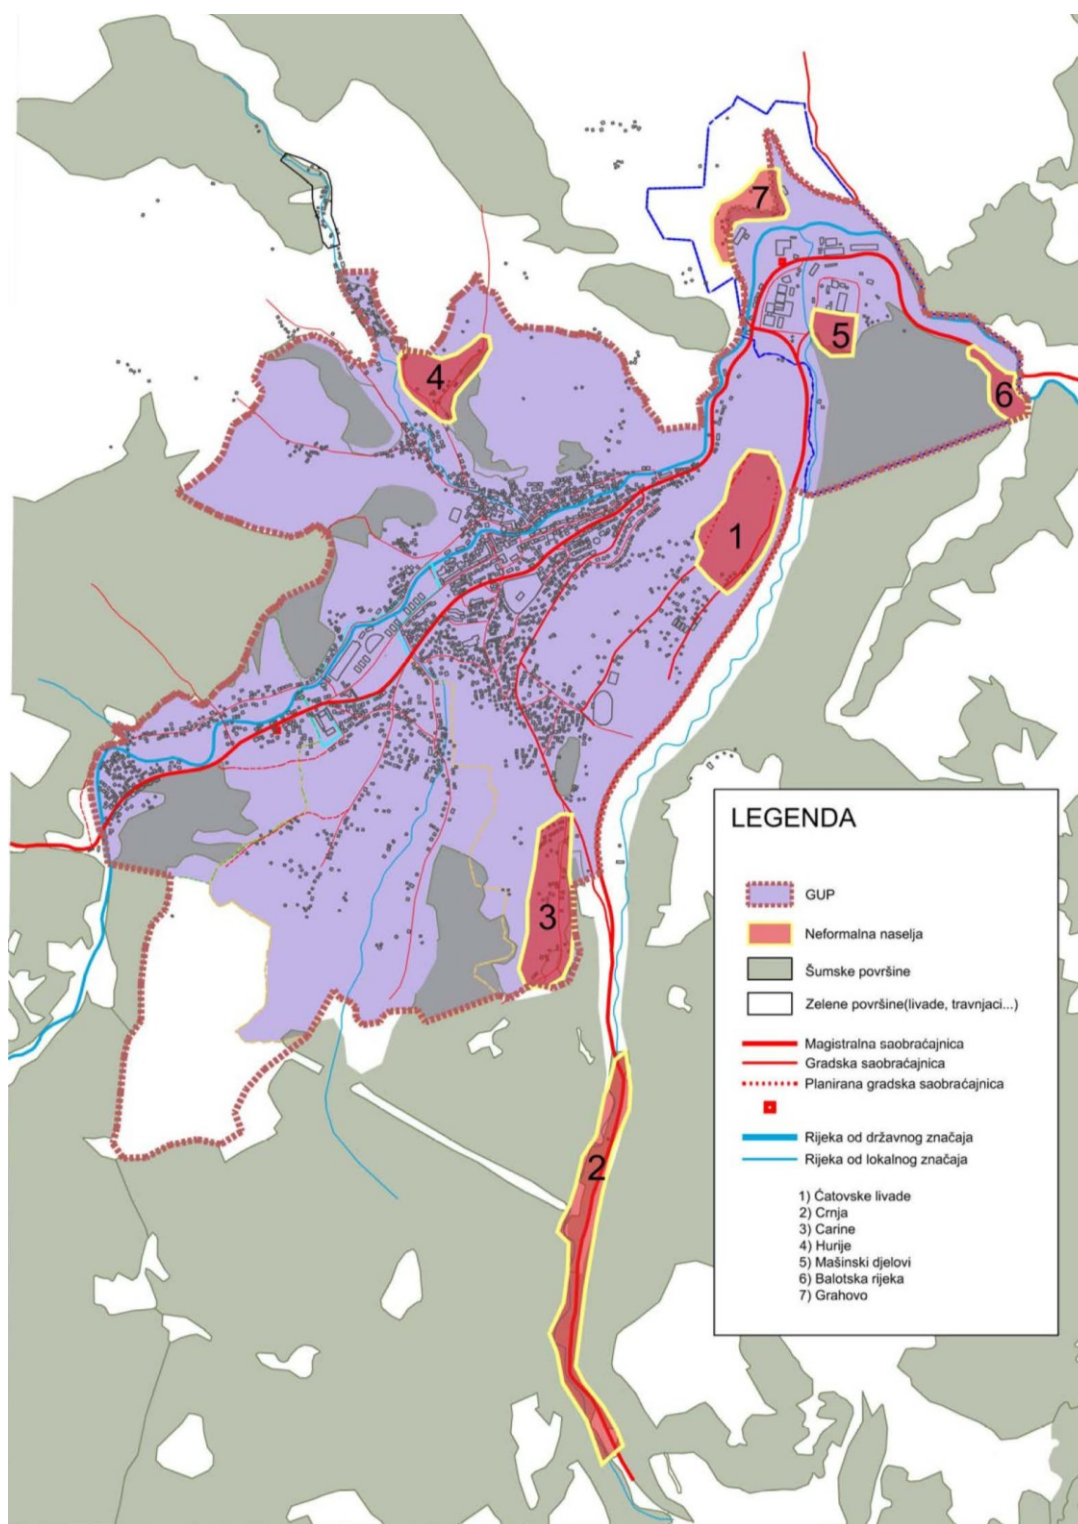 7
4
5
6
1
3
2
LEGENDA
GUP
Neformalna naselja
Šumske površine
Zelene površine(livade, travnjaci...)
Magistralna saobraćajnica
Gradska saobraćajnica
Planirana gradska saobraćajnica
Rijeka od državnog značaja
Rijeka od lokalnog značaja
1) Ćatovske livade
2) Crnja
3) Carine
4) Hurije
5) Mašinski djelovi
6) Balotska rijeka
7) Grahovo